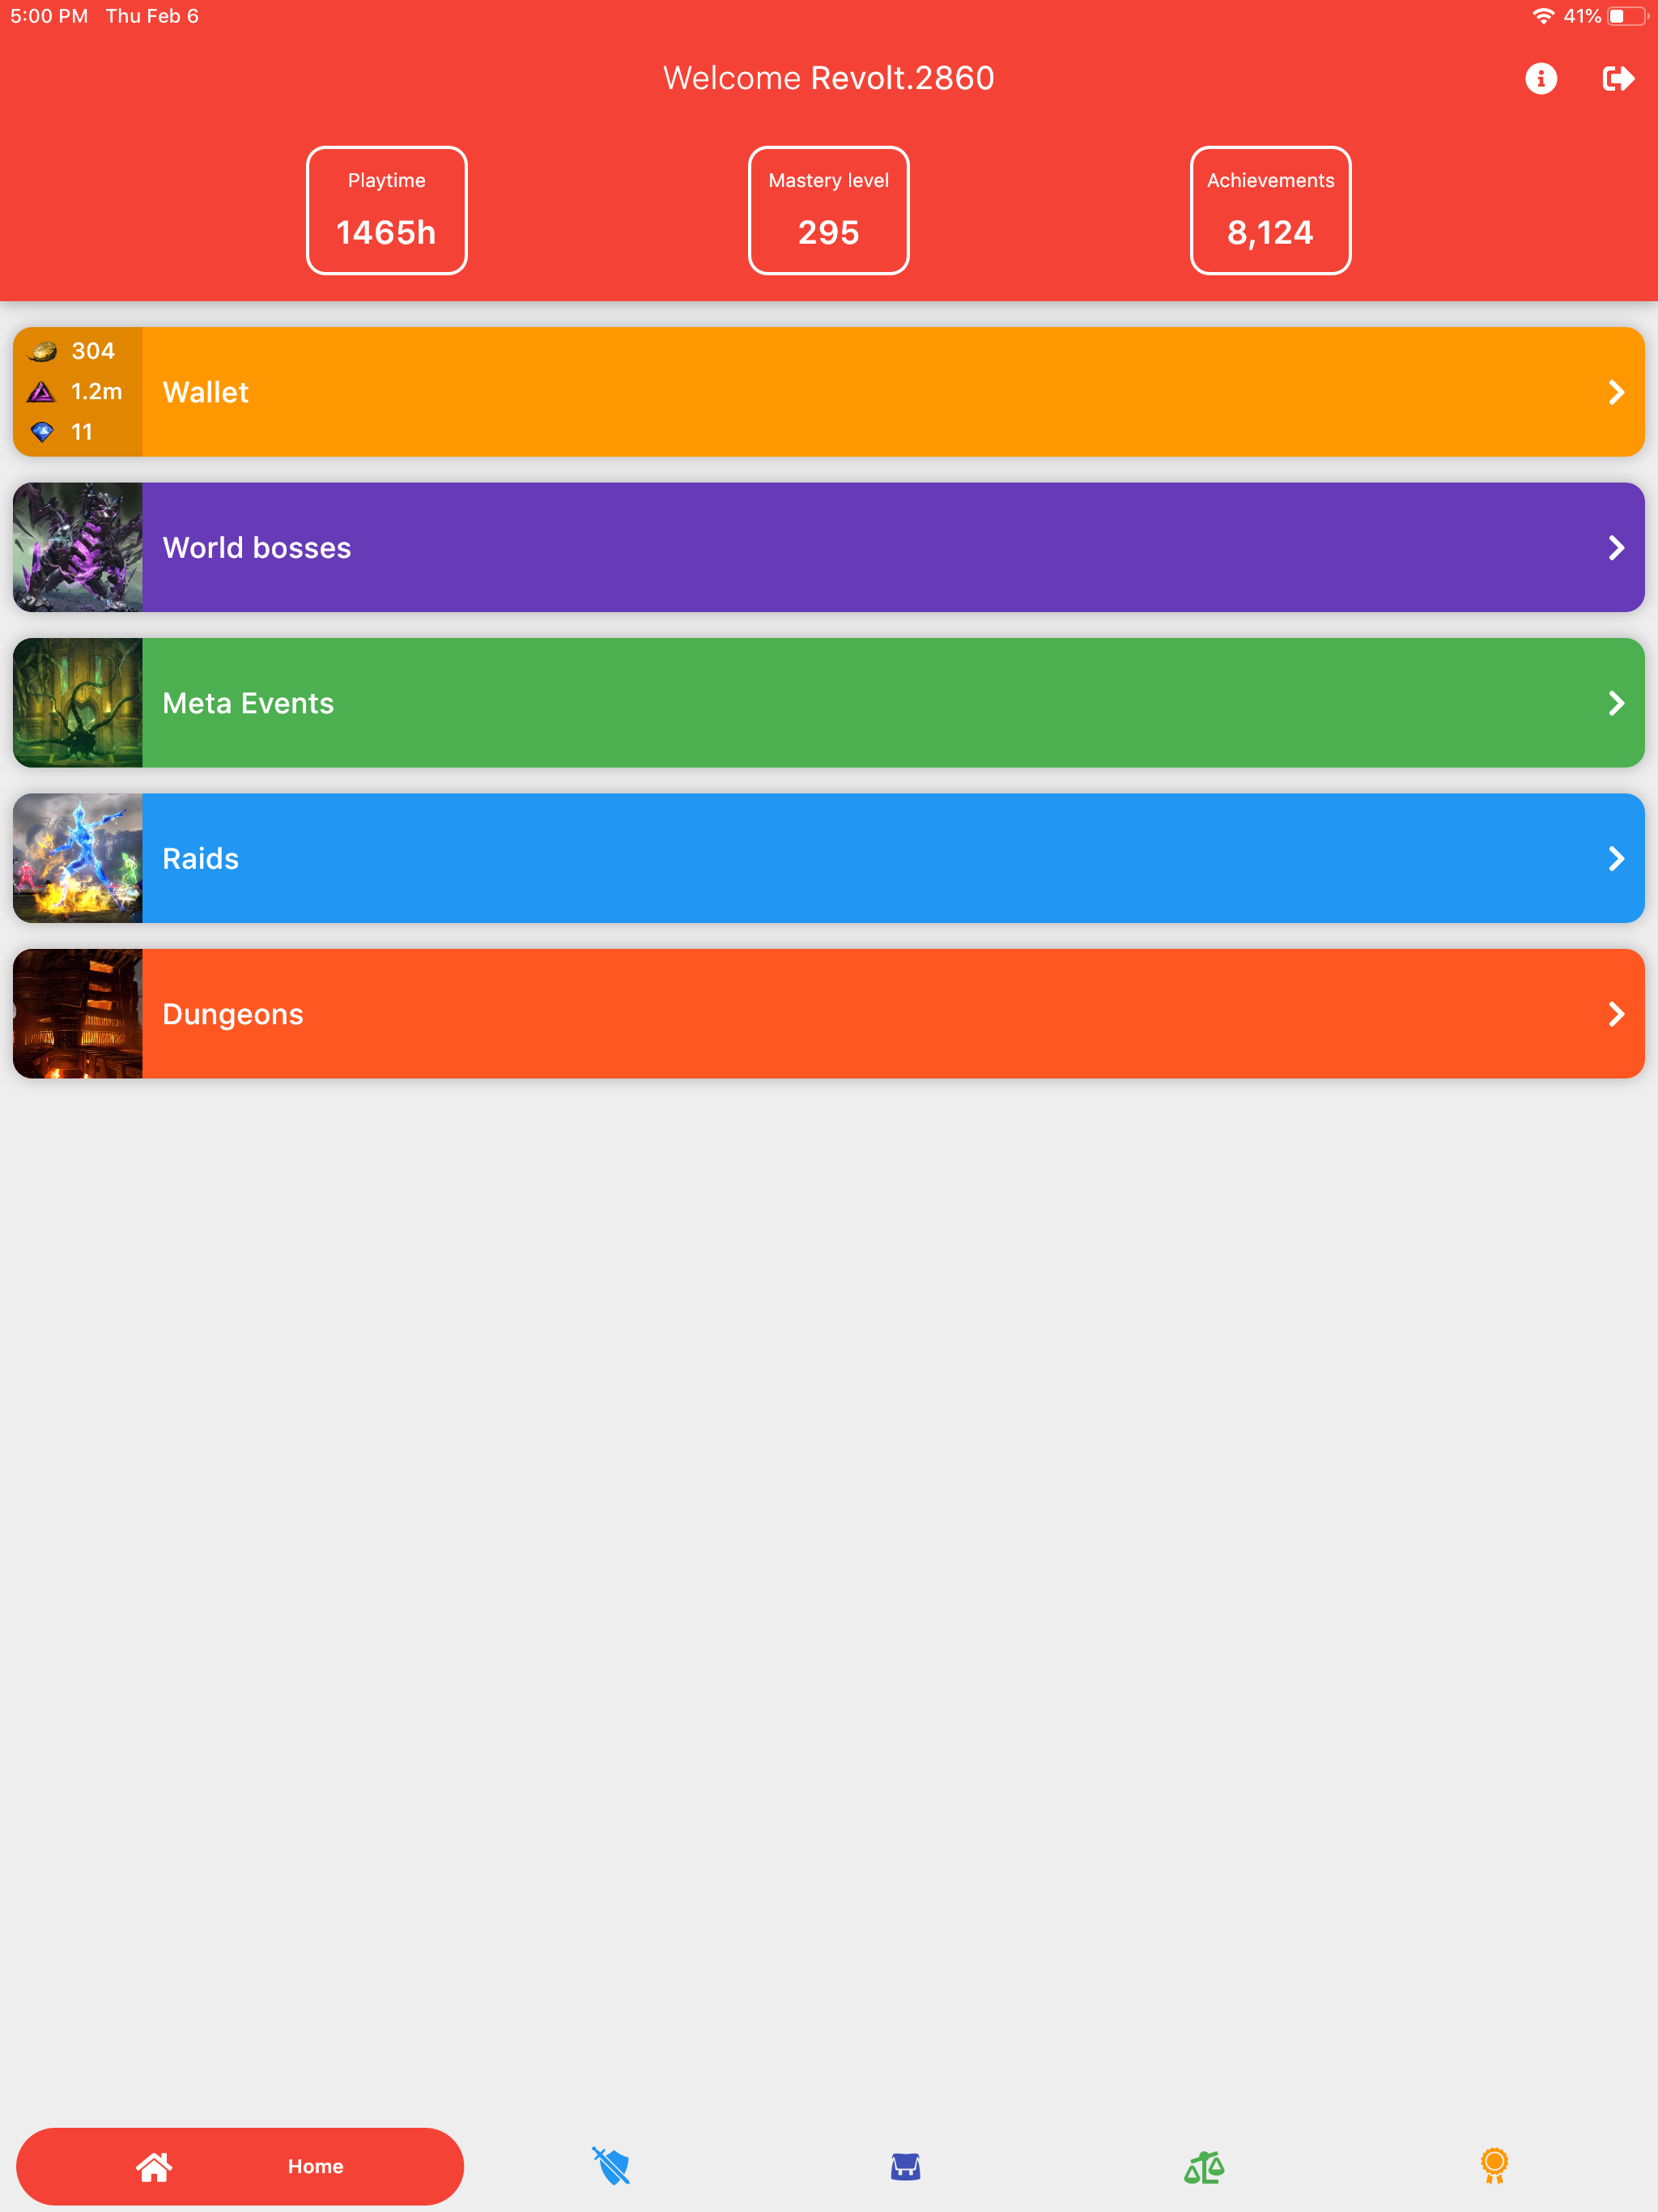 5:00 PM Thu Feb 6 41%
Welcome Revolt.2860
Playtime
1465h
Mastery level
295
Achievements
8,124
304
1.2m
11
Wallet
World bosses
Meta Events
Raids
Dungeons
Home